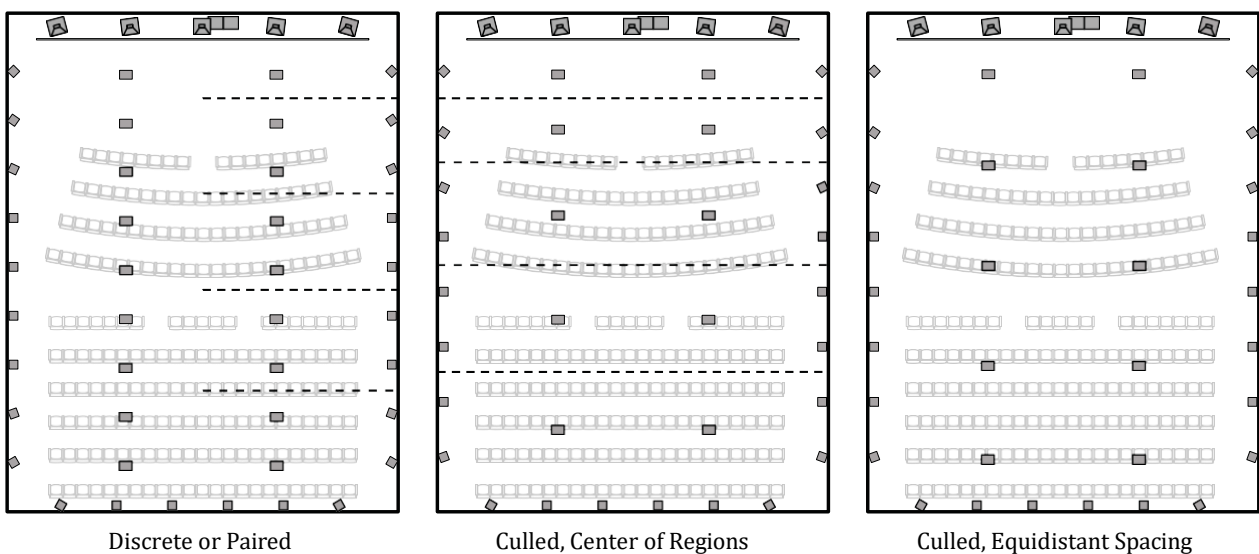 Discrete or Paired
Culled, Center of Regions
Culled, Equidistant Spacing